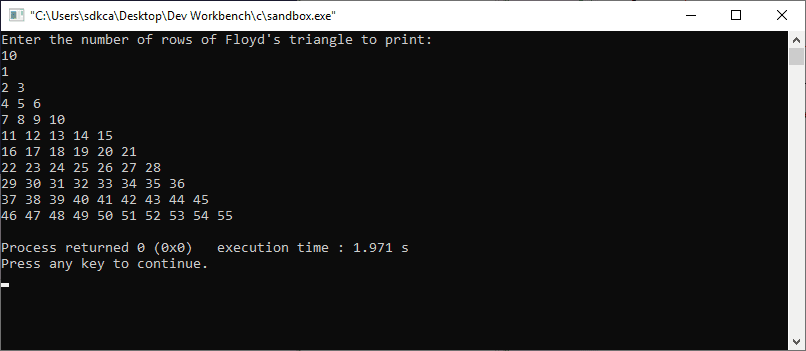 "C:\Users\sdkca\Desktop\Dev Workbench\c\sandbox.exe"
Enter the number of rows of Floyd's triangle to print:
10
1
2 3
4 5 6
7 8 9 10
11 12 13 14 15
16 17 18 19 20 21
22 23 24 25 26 27 28
29 30 31 32 33 34 35 36
37 38 39 40 41 42 43 44 45
46 47 48 49 50 51 52 53 54 55
Process returned 0 (0x0)   execution time : 1.971 s
Press any key to continue.